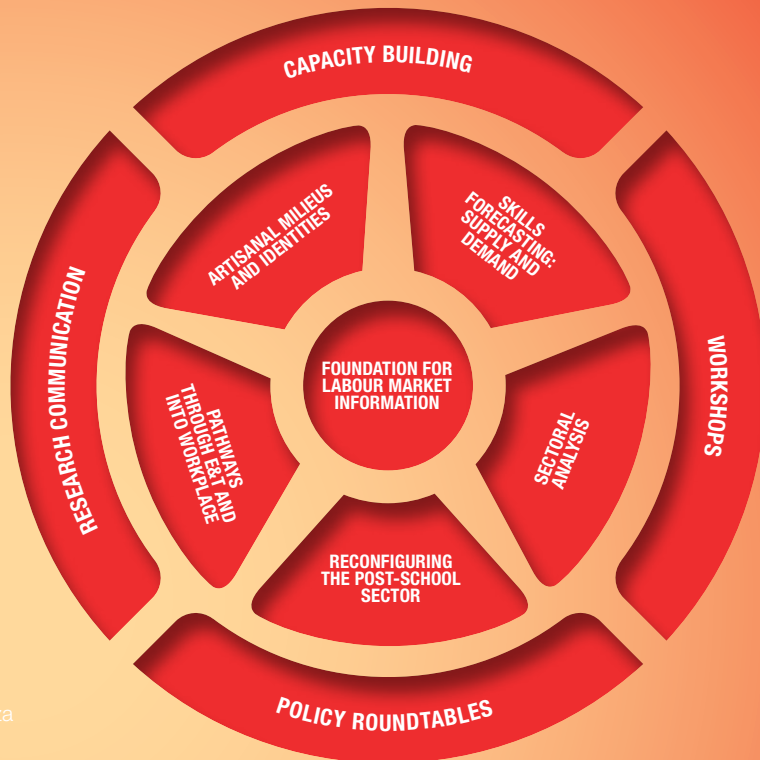 CAPACITY BUILDING
ARTISANAL MILIEUS
AND IDENTITIES
SKILLS
FORECASTING:
SUPPLY AND
DEMAND
RESEARCH COMMUNICATION
WORKSHOPS
FOUNDATION FOR
LABOUR MARKET
INFORMATION
PATHWAYS
THROUGH E&T AND
INTO WORKPLACE
SECTORAL
ANALYSIS
RECONFIGURING
THE POST-SCHOOL
SECTOR
POLICY ROUNDTABLES